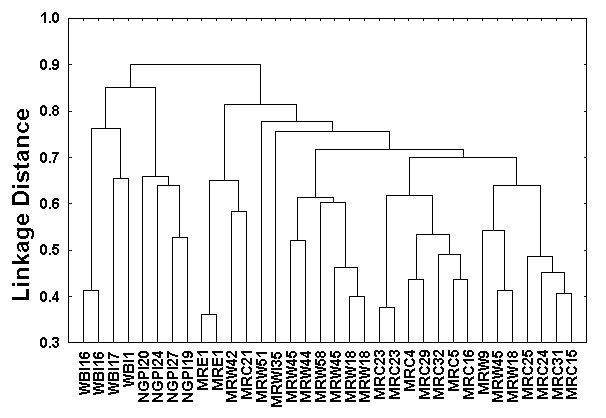 1.0
0.9
0.8
0.7
0.6
0.5
0.4
0.3
Linkage Distance
WBI16
WBI16
WBI17
WBI1
NGPI20
NGPI24
NGPI27
NGPI19
MRE1
MRE1
MRW42
MRC21
MRW51
MRWI35
MRW45
MRW44
MRW58
MRW45
MRW18
MRW18
MRC23
MRC23
MRC4
MRC29
MRC32
MRC5
MRC16
MRW9
MRW45
MRW18
MRC25
MRC24
MRC31
MRC15